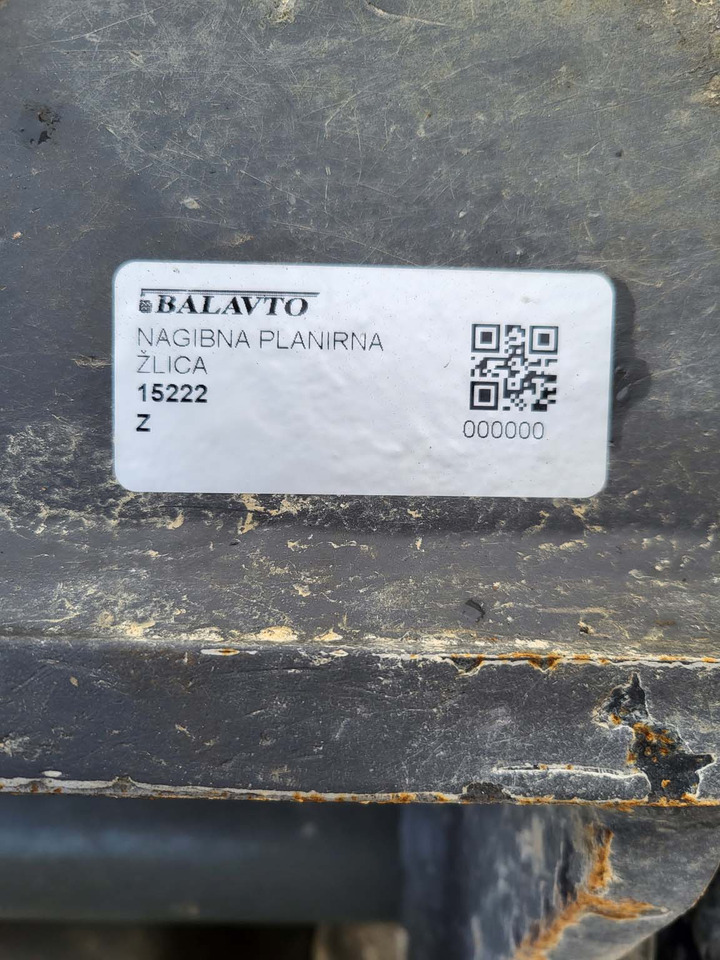 BALAVTO
NAGIBNA PLANIRNA
ŽLICA
15222
Z
000000